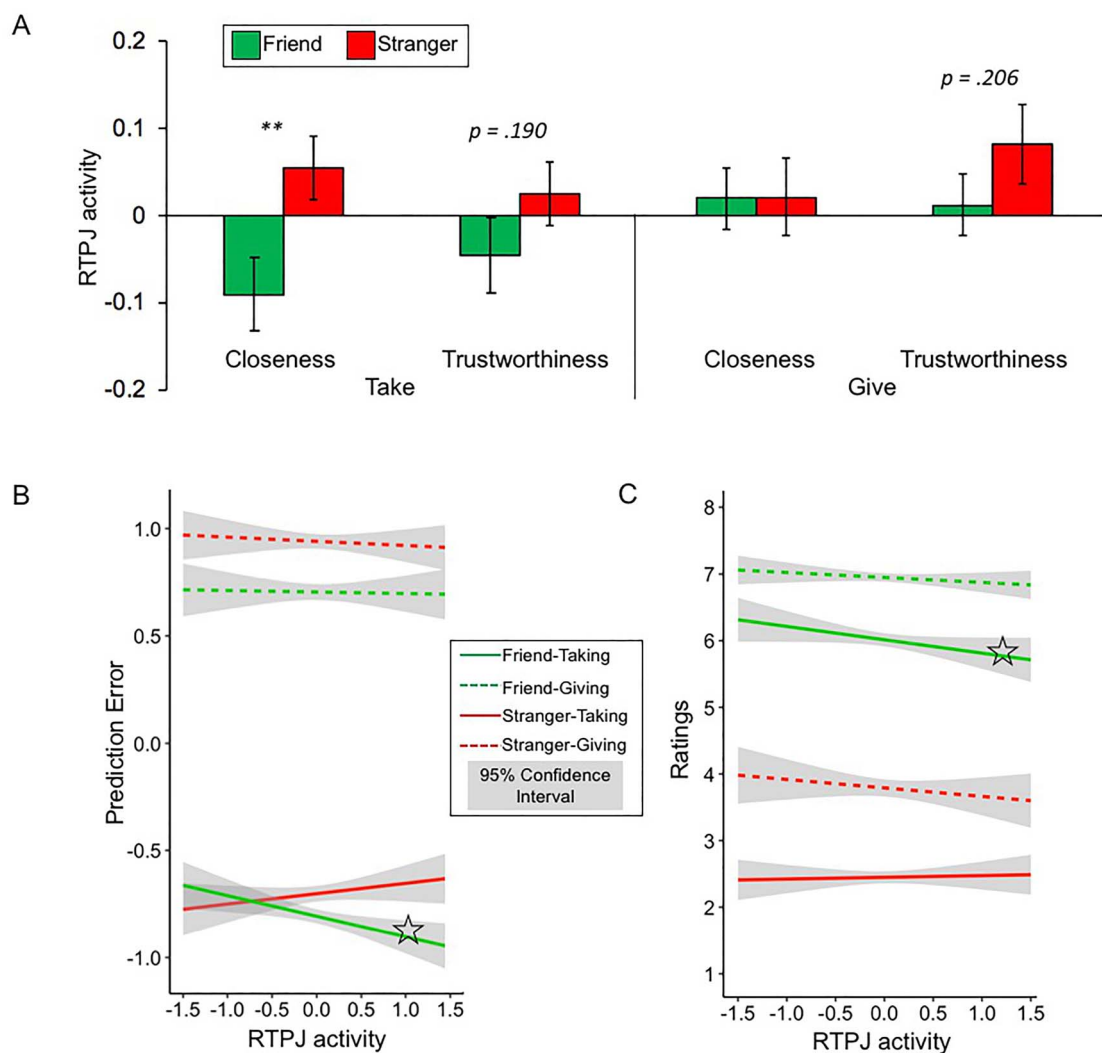 A
Friend Stranger
0.2
0.1
0
-0.1
-0.2
RTPJ activity
**
p = .190
p = .206
Closeness Trustworthiness Closeness Trustworthiness
Take Give
B
1.0
0.5
0.0
-0.5
-1.0
Prediction Error
-1.5 -1.0 -0.5 0.0 0.5 1.0 1.5
RTPJ activity
Friend-Taking
Friend-Giving
Stranger-Taking
Stranger-Giving
95% Confidence
Interval
C
8
7
6
5
4
3
2
1
Ratings
-1.5 -1.0 -0.5 0.0 0.5 1.0 1.5
RTPJ activity